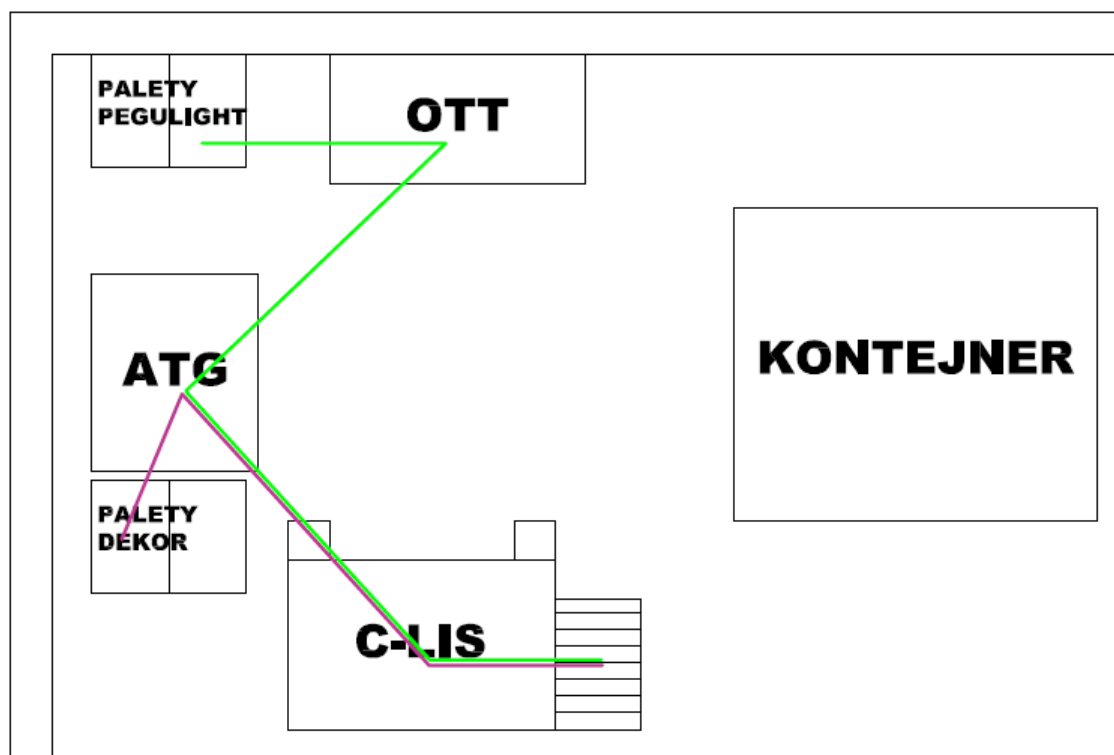 PALETY
PEGULIGHT
OTT
ATG
KONTEJNER
PALETY
DEKOR
C-LIS